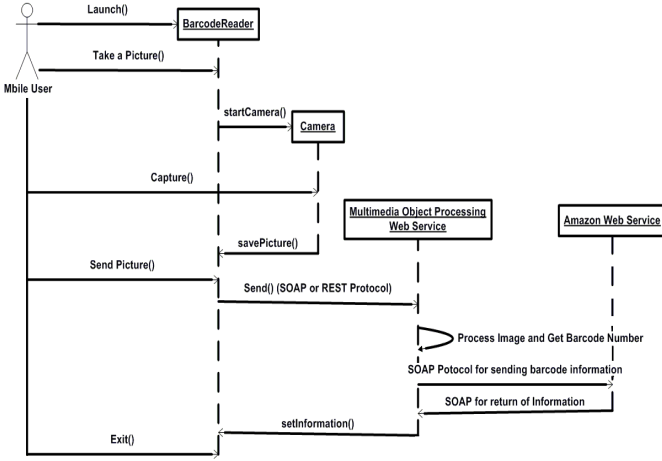 Launch()
BarcodeReader
Take a Picture()
Mbile User
startCamera()
Camera
Capture()
Multimedia Object Processing
Web Service
Amazon Web Service
savePicture()
Send Picture()
Send() (SOAP or REST Protocol)
Process Image and Get Barcode Number
SOAP Potocol for sending barcode information
SOAP for return of Information
setInformation()
Exit()